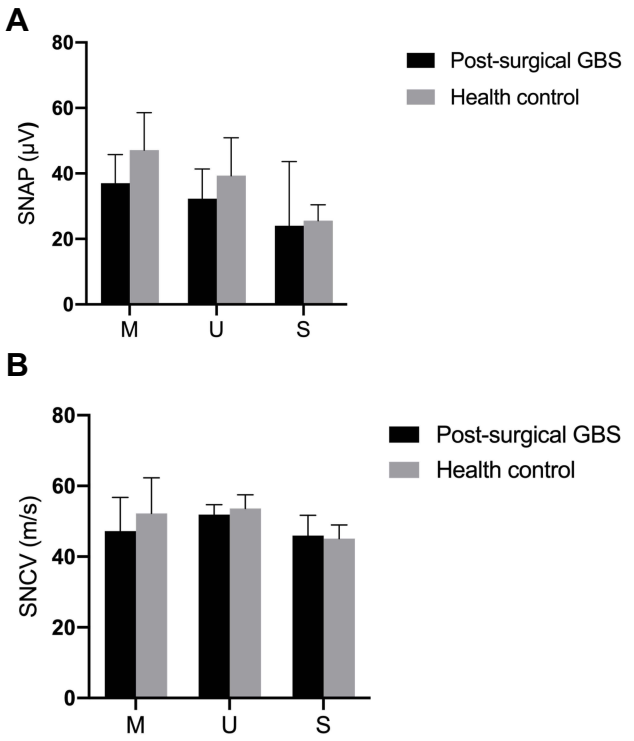 A
80
60
40
20
0
SNAP (μV)
M U S
Post-surgical GBS
Health control
B
80
60
40
20
0
SNCV (m/s)
M U S
Post-surgical GBS
Health control